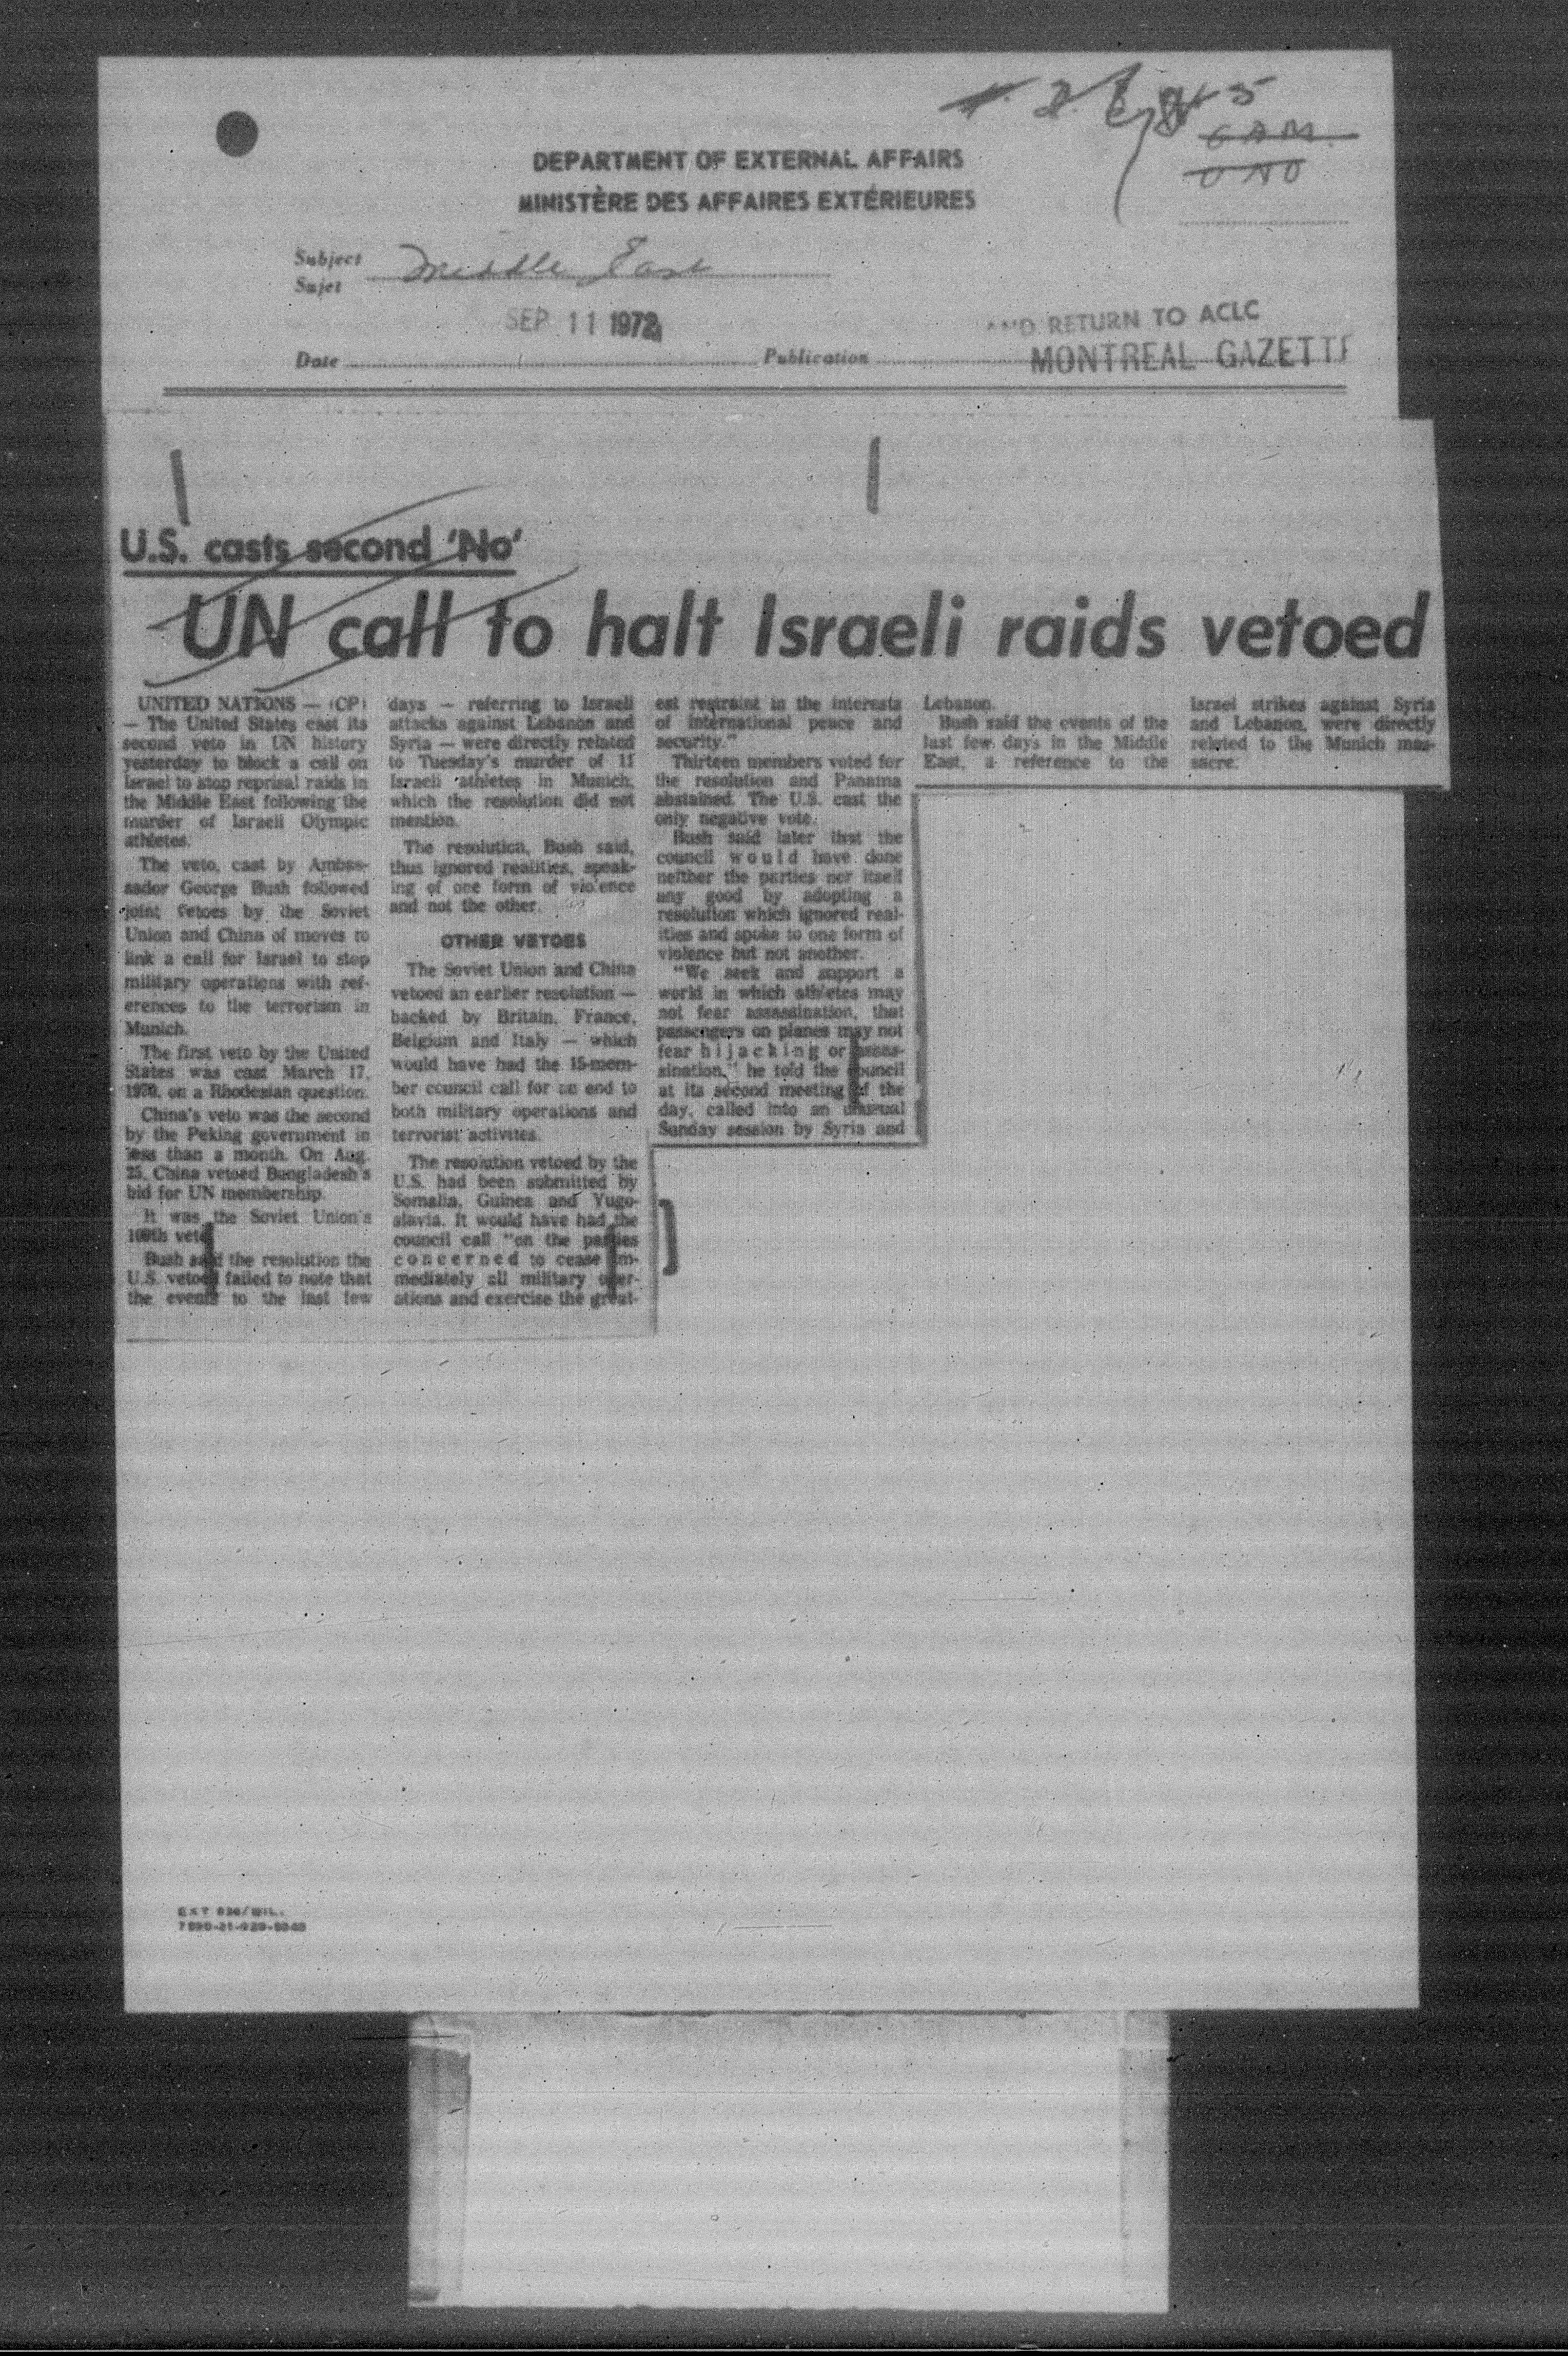 5
G A M.
U N O
DEPARTMENT OF EXTERNAL AFFAIRS
MINISTÈRE DES AFFAIRES EXTÉRIEURES
Subject
Sujet
Middle East
SEP 11 1972
AND RETURN TO ACLC
Date
Publication
MONTREAL GAZETTE
U.S. casts second 'No'
UN call to halt Israeli raids vetoed
UNITED NATIONS — (CP)
— The United States cast its
second veto in UN history
yesterday to block a call on
Israel to stop reprisal raids in
the Middle East following the
murder of Israeli Olympic
athletes.
The veto, cast by Ambas-
sador George Bush followed
joint fetoes by the Soviet
Union and China of moves to
link a call for Israel to stop
military operations with ref-
erences to the terrorism in
Munich.
The first veto by the United
States was cast March 17,
1970, on a Rhodesian question.
China's veto was the second
by the Peking government in
less than a month. On Aug.
25, China vetoed Bangladesh's
bid for UN membership.
It was the Soviet Union's
veto
Bush said the resolution the
U.S. vetoed failed to note that
the events to the last few
days — referring to Israeli
attacks against Lebanon and
Syria — were directly related
to Tuesday's murder of 11
Israeli athletes in Munich,
which the resolution did not
mention.
The resolution, Bush said,
thus ignored realities, speak-
ing of one form of violence
and not the other.
OTHER VETOES
The Soviet Union and China
vetoed an earlier resolution —
backed by Britain, France,
Belgium and Italy — which
would have had the 15-mem-
ber council call for an end to
both military operations and
terrorist activites.
The resolution vetoed by the
U.S. had been submitted by
Somalia, Guinea and Yugo-
slavia. It would have had the
council call "on the parties
concerned to cease im-
mediately all military oper-
ations and exercise the great-
est restraint in the interests
of international peace and
security."
Thirteen members voted for
the resolution and Panama
abstained. The U.S. cast the
only negative vote.
Bush said later that the
council would have done
neither the parties nor itself
any good by adopting a
resolution which ignored real-
ities and spoke to one form of
violence but not another.
"We seek and support a
world in which athletes may
not fear assassination, that
passengers on planes may not
fear hijacking or assas-
sination," he told the council
at its second meeting of the
day, called into an unusual
Sunday session by Syria and
Lebanon.
Bush said the events of the
last few days in the Middle
East, a reference to the
Israel strikes against Syria
and Lebanon, were directly
related to the Munich mas-
sacre.
EXT